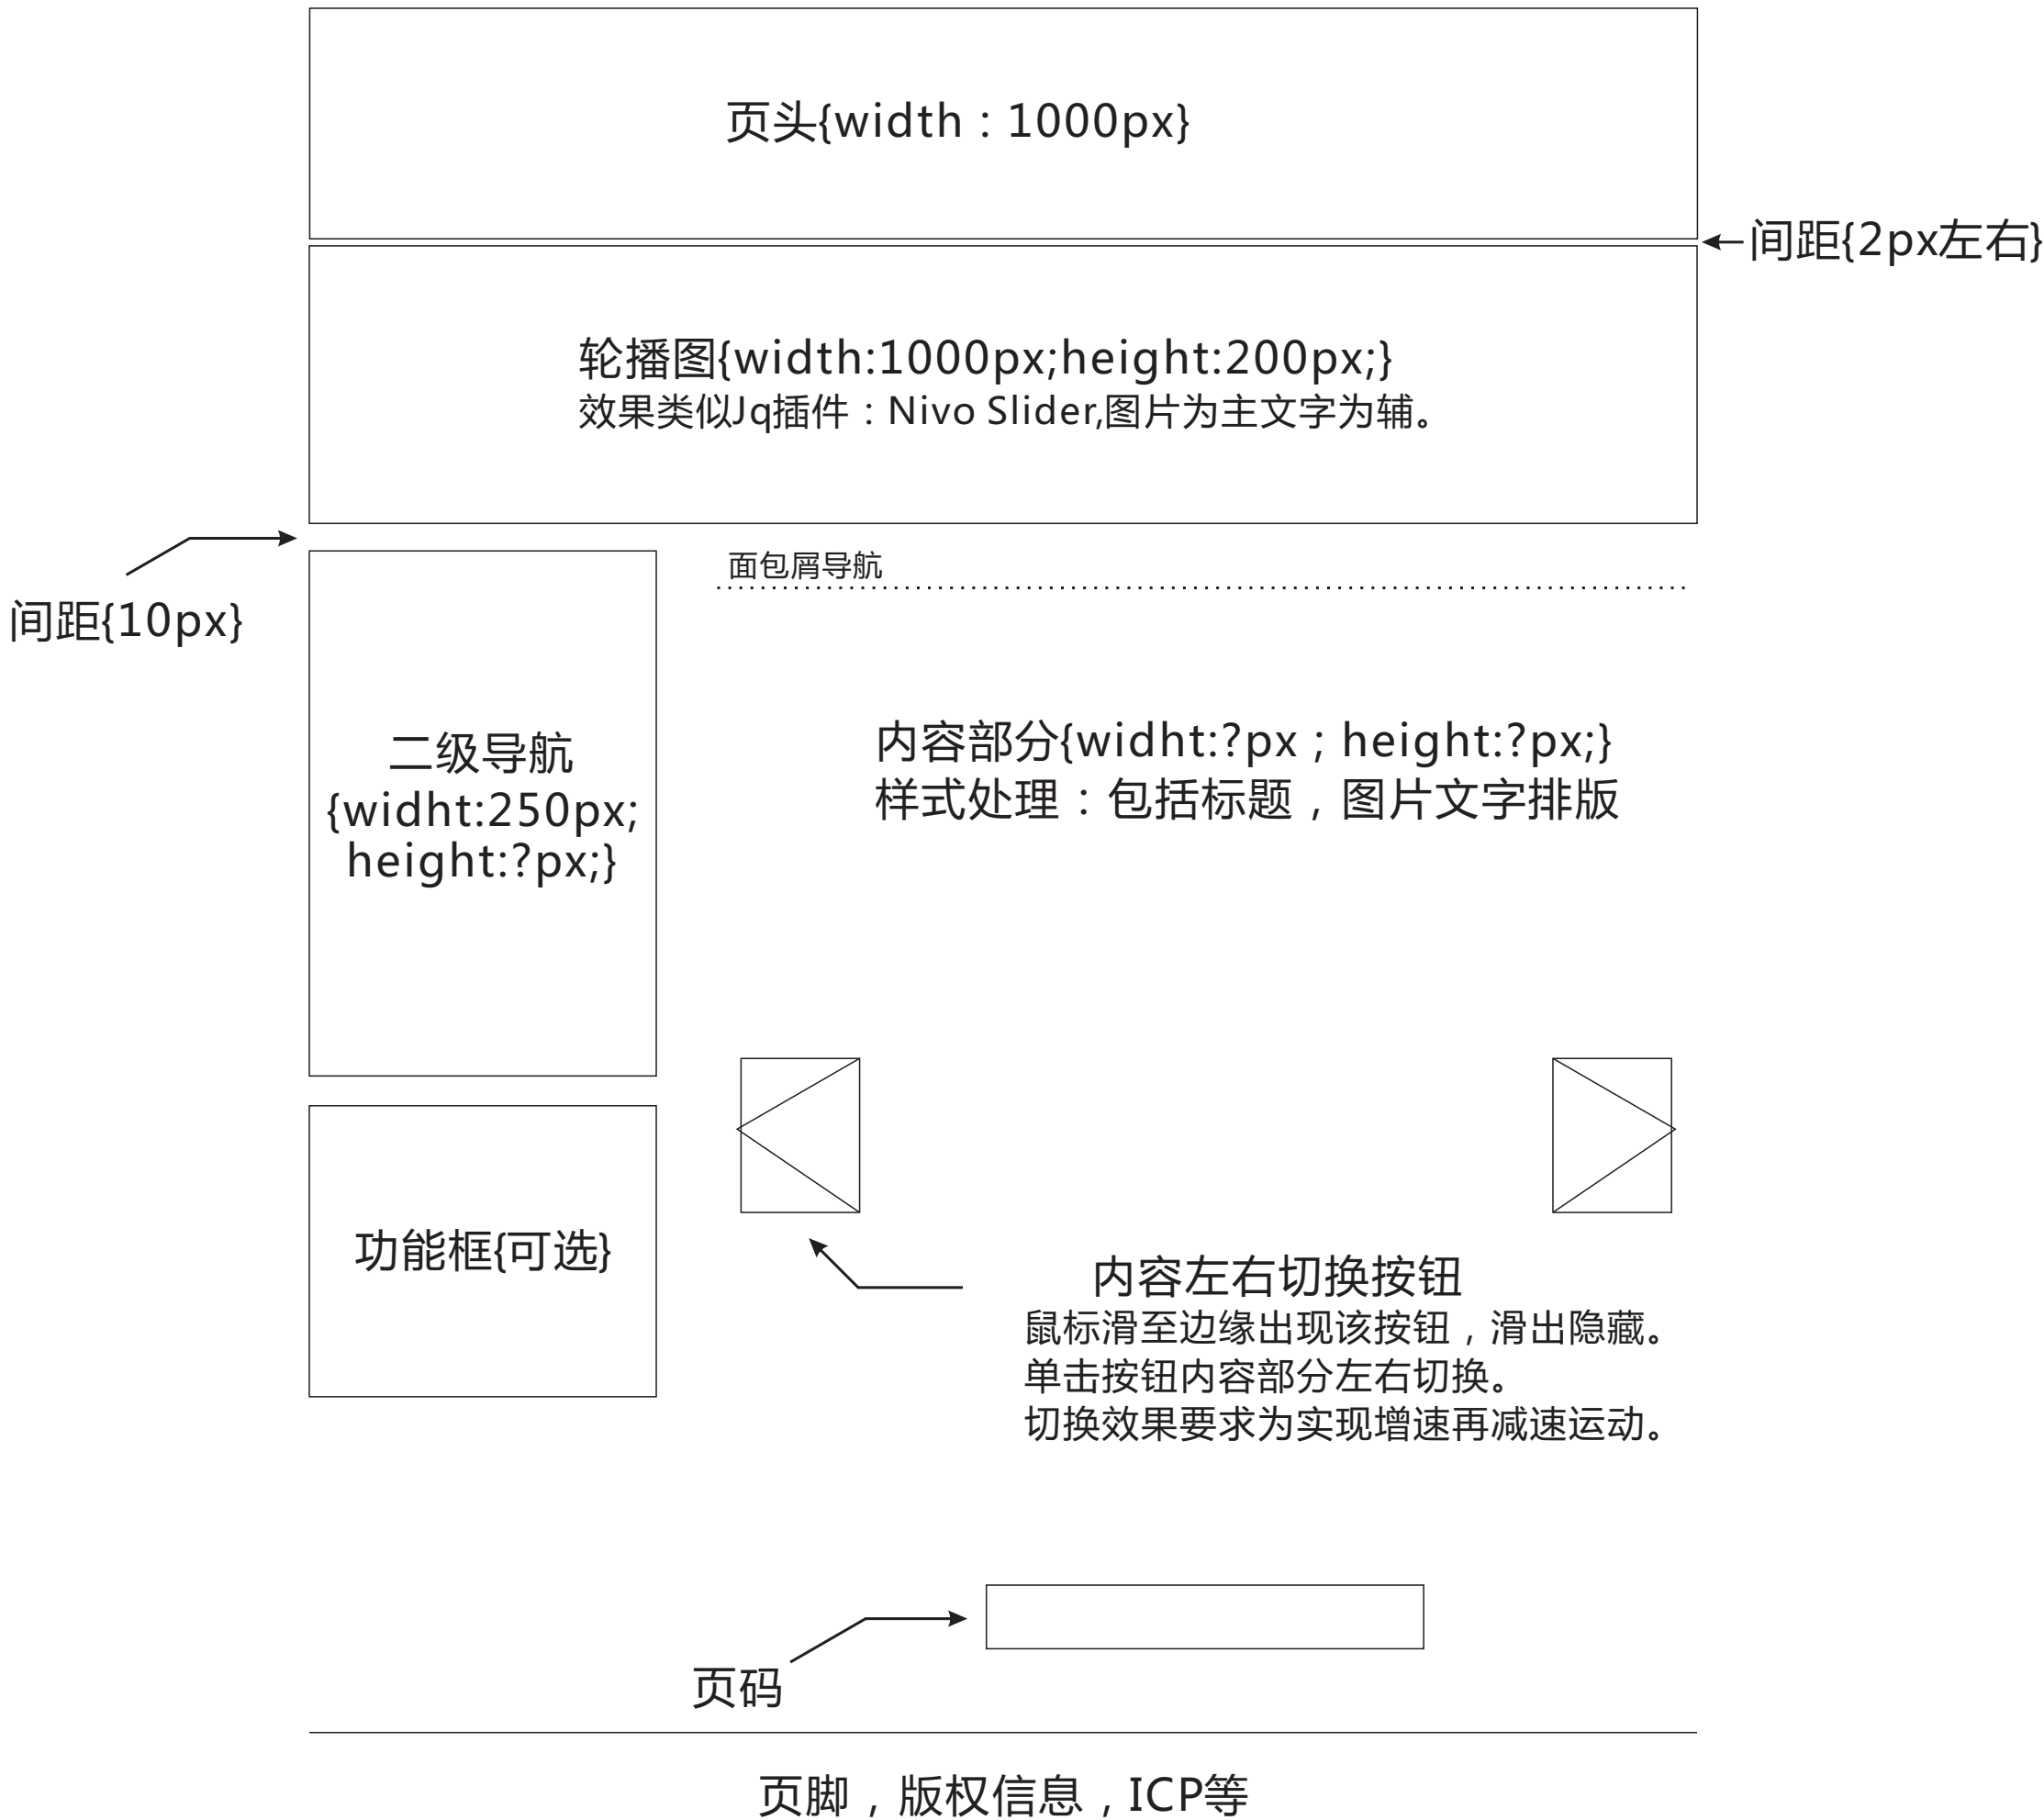 页头{width：1000px}
间距{2px左右}
轮播图{width:1000px;height:200px;}
效果类似Jq插件：Nivo Slider,图片为主文字为辅。
面包屑导航
间距{10px}
二级导航
{widht:250px;
height:?px;}
内容部分{widht:?px；height:?px;}
样式处理：包括标题，图片文字排版
功能框{可选}
内容左右切换按钮
鼠标滑至边缘出现该按钮，滑出隐藏。
单击按钮内容部分左右切换。
切换效果要求为实现增速再减速运动。
页码
页脚，版权信息，ICP等